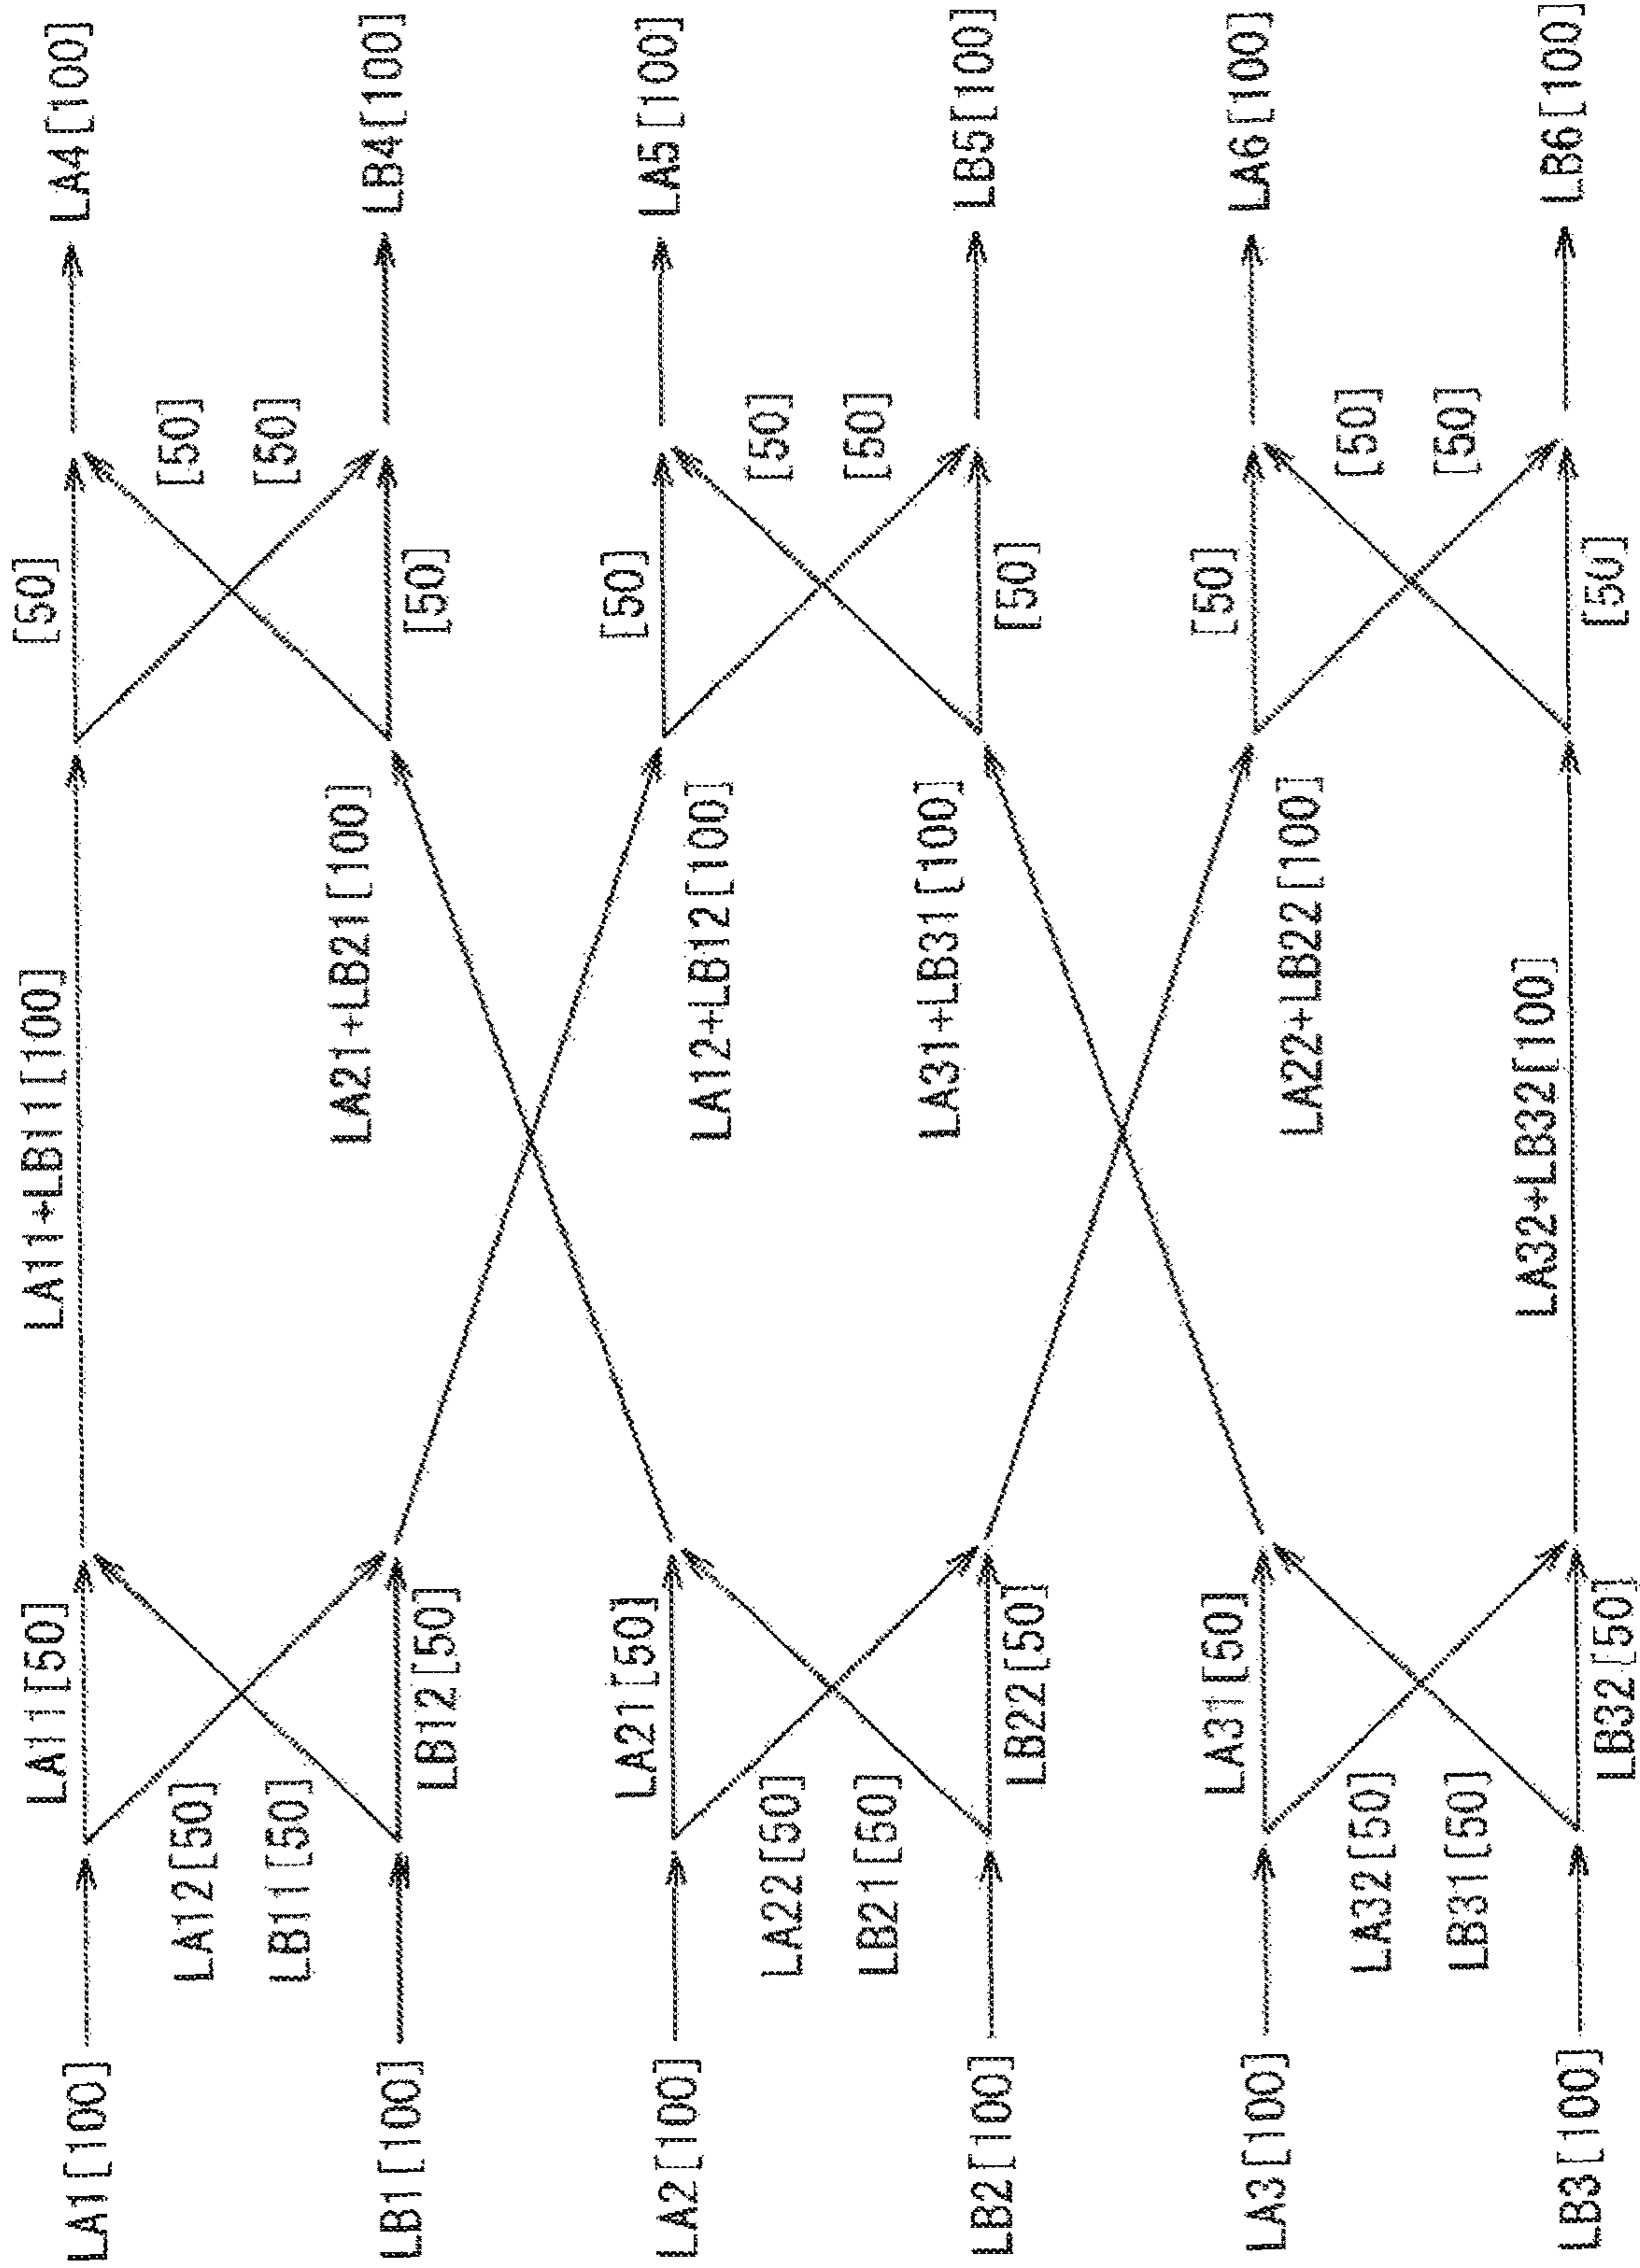 LA1[100]
LB1[100]
LA2[100]
LB2[100]
LA3[100]
LB3[100]
LA11[50]
LA12[50]
LB11[50]
LB12[50]
LA21[50]
LA22[50]
LB21[50]
LB22[50]
LA31[50]
LA32[50]
LB31[50]
LB32[50]
LA11+LB11[100]
LA21+LB21[100]
LA12+LB12[100]
LA31+LB31[100]
LA22+LB22[100]
LA32+LB32[100]
[50]
[50]
[50]
[50]
[50]
[50]
[50]
[50]
[50]
[50]
[50]
[50]
LA4[100]
LB4[100]
LA5[100]
LB5[100]
LA6[100]
LB6[100]